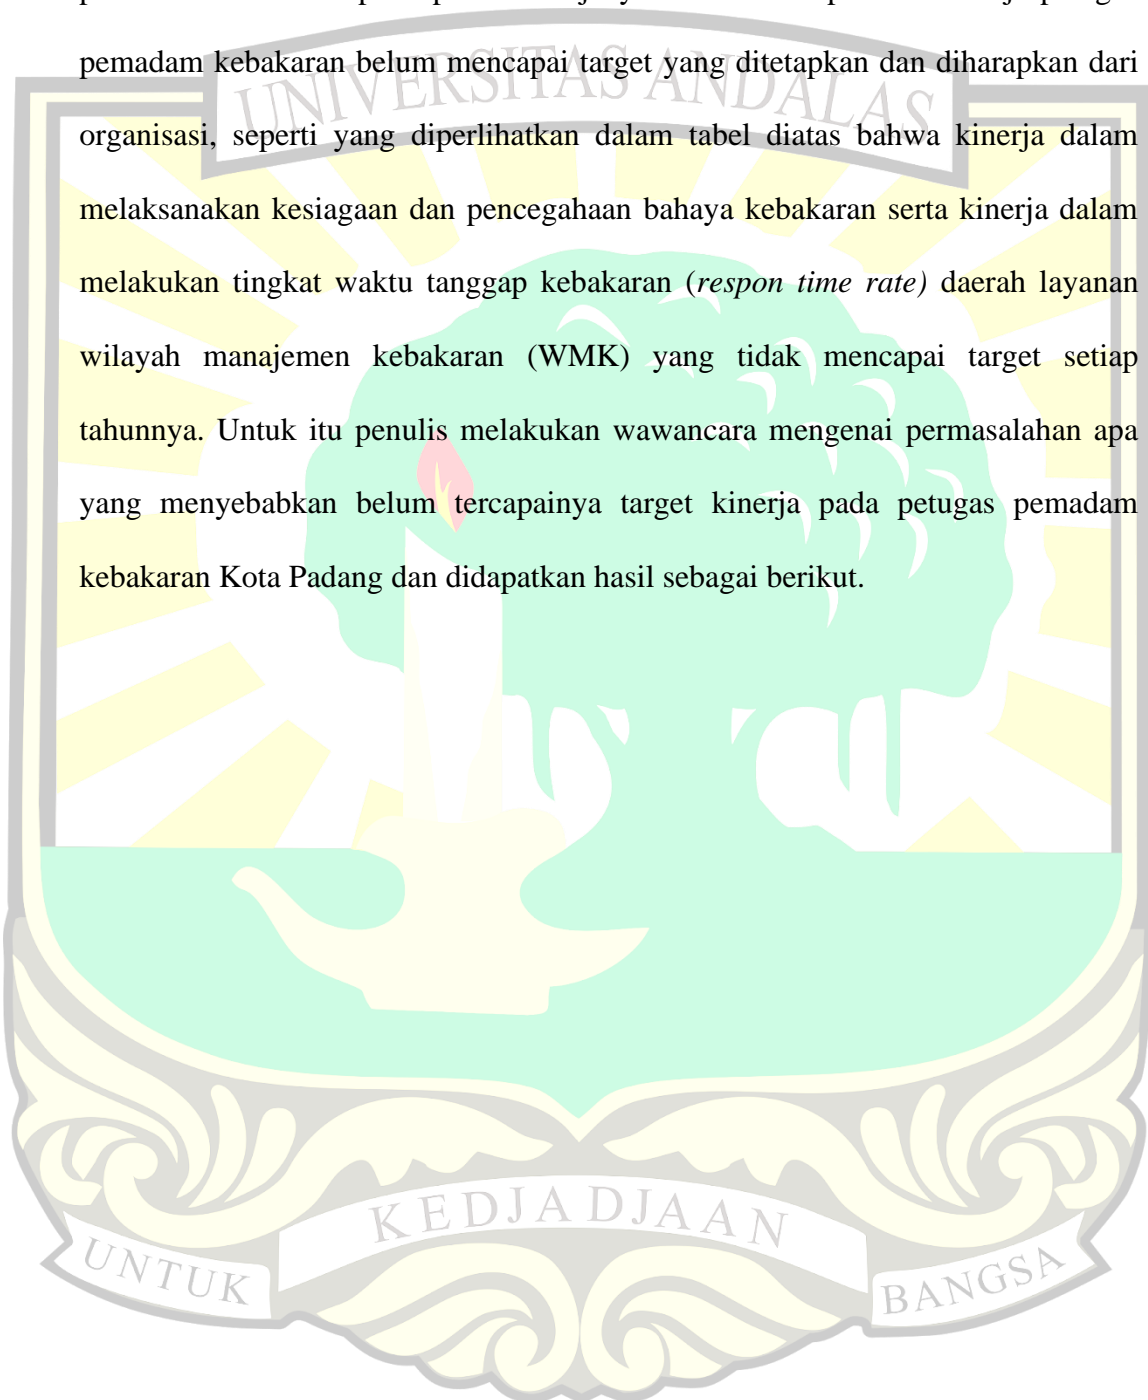 pemadam kebakaran belum mencapai target yang ditetapkan dan diharapkan dari
organisasi, seperti yang diperlihatkan dalam tabel diatas bahwa kinerja dalam
melaksanakan kesiagaan dan pencegahaan bahaya kebakaran serta kinerja dalam
melakukan tingkat waktu tanggap kebakaran (respon time rate) daerah layanan
wilayah manajemen kebakaran (WMK) yang tidak mencapai target setiap
tahunnya. Untuk itu penulis melakukan wawancara mengenai permasalahan apa
yang menyebabkan belum tercapainya target kinerja pada petugas pemadam
kebakaran Kota Padang dan didapatkan hasil sebagai berikut.
UNIVERSITAS ANDALAS
UNTUK
KEDJADJAAN
BANGSA